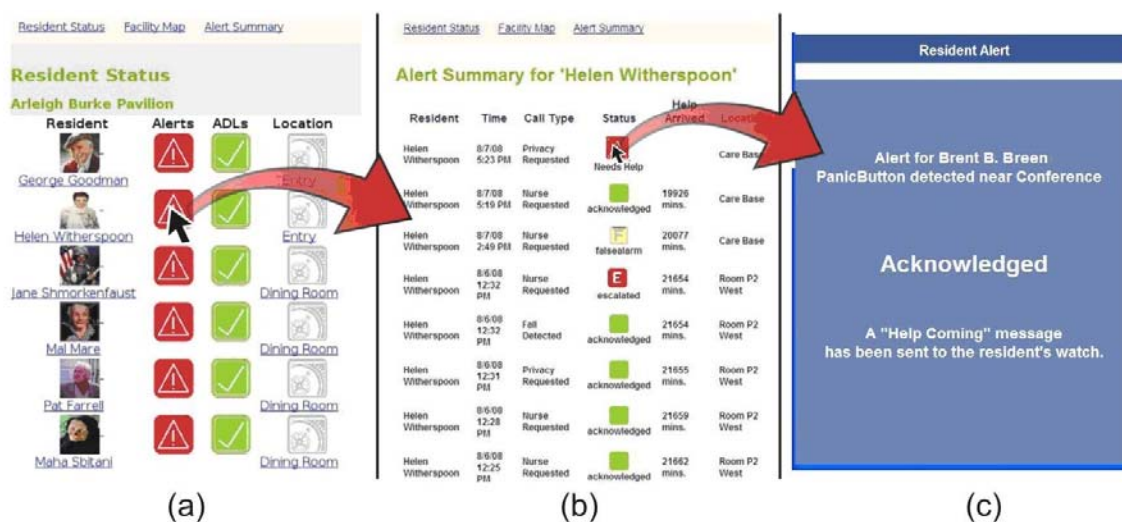 Resident Status Facility Map Alert Summary
Resident Status
Arleigh Burke Pavilion
Resident Alerts ADLs Location
George Goodman Entry
Helen Witherspoon Entry
Jane Shmorkenfaust Dining Room
Mal Mare Dining Room
Pat Farrell Dining Room
Maha Sbitani Dining Room
(a)
Resident Status Facility Map Alert Summary
Alert Summary for 'Helen Witherspoon'
Help
Resident Time Call Type Status Arrived Location
Helen 8/7/08 Privacy
Witherspoon 5:23 PM Requested Needs Help Care Base
Helen 8/7/08 Nurse 19926
Witherspoon 5:19 PM Requested acknowledged mins. Care Base
Helen 8/7/08 Nurse F 20077
Witherspoon 2:49 PM Requested falsealarm mins. Care Base
Helen 8/6/08 Nurse E 21654 Room P2
Witherspoon 12:32 Requested escalated mins. West
PM
Helen 8/6/08 Fall 21654 Room P2
Witherspoon 12:32 Detected acknowledged mins. West
PM
Helen 8/6/08 Privacy 21655 Room P2
Witherspoon 12:31 Requested acknowledged mins. West
PM
Helen 8/6/08 Nurse 21659 Room P2
Witherspoon 12:28 Requested acknowledged mins. West
PM
Helen 8/6/08 Nurse 21662 Room P2
Witherspoon 12:25 Requested acknowledged mins. West
PM
(b)
Resident Alert
Alert for Brent B. Breen
PanicButton detected near Conference
Acknowledged
A "Help Coming" message
has been sent to the resident's watch.
(c)